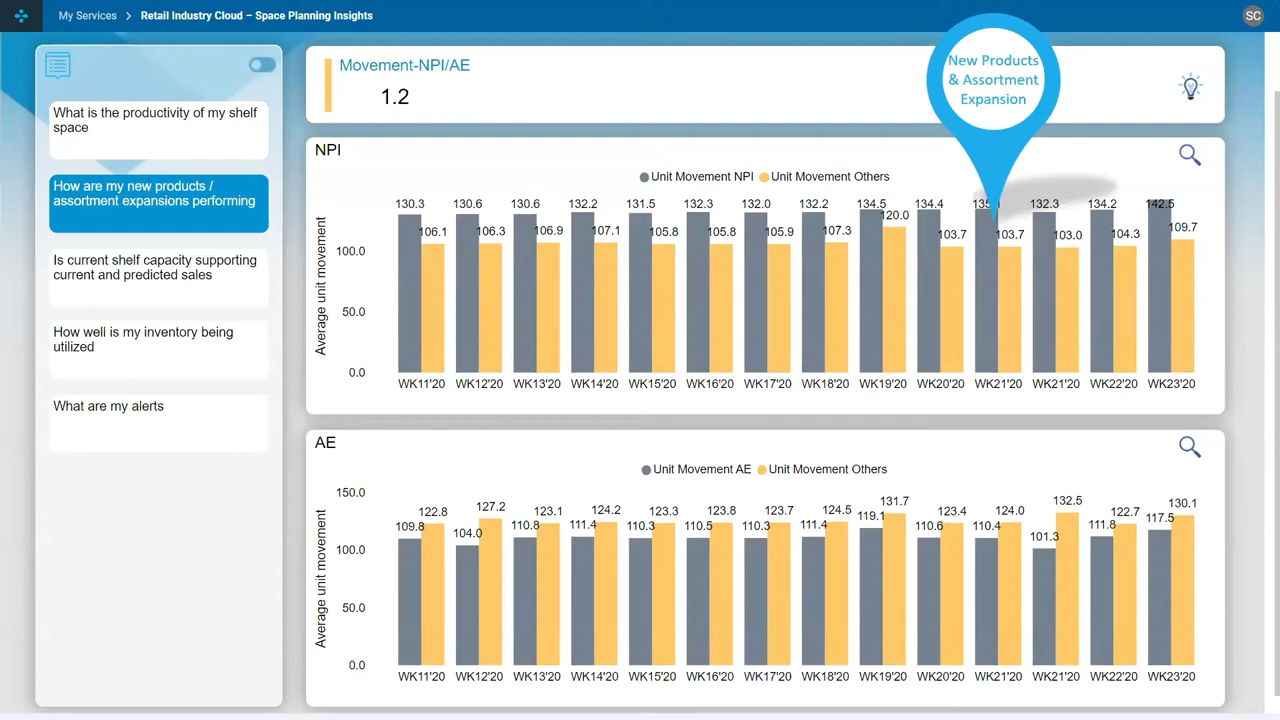 My Services > Retail Industry Cloud – Space Planning Insights
SC
What is the productivity of my shelf
space
How are my new products /
assortment expansions performing
Is current shelf capacity supporting
current and predicted sales
How well is my inventory being
utilized
What are my alerts
Movement-NPI/AE
1.2
New Products
& Assortment
Expansion
NPI
Unit Movement NPI Unit Movement Others
Average unit movement
100.0
50.0
0.0
130.3 130.6 130.6 132.2 131.5 132.3 132.0 132.2 134.5 134.4 132.3 134.2 142.5
106.1 106.3 106.9 107.1 105.8 105.8 105.9 107.3 120.0 103.7 103.7 103.0 104.3 109.7
WK11'20 WK12'20 WK13'20 WK14'20 WK15'20 WK16'20 WK17'20 WK18'20 WK19'20 WK20'20 WK21'20 WK21'20 WK22'20 WK23'20
AE
Unit Movement AE Unit Movement Others
Average unit movement
150.0
100.0
50.0
0.0
109.8 104.0 110.8 111.4 110.3 110.5 110.3 111.4 119.1 110.6 110.4 101.3 111.8 117.5
122.8 127.2 123.1 124.2 123.3 123.8 123.7 124.5 131.7 123.4 124.0 132.5 122.7 130.1
WK11'20 WK12'20 WK13'20 WK14'20 WK15'20 WK16'20 WK17'20 WK18'20 WK19'20 WK20'20 WK21'20 WK21'20 WK22'20 WK23'20